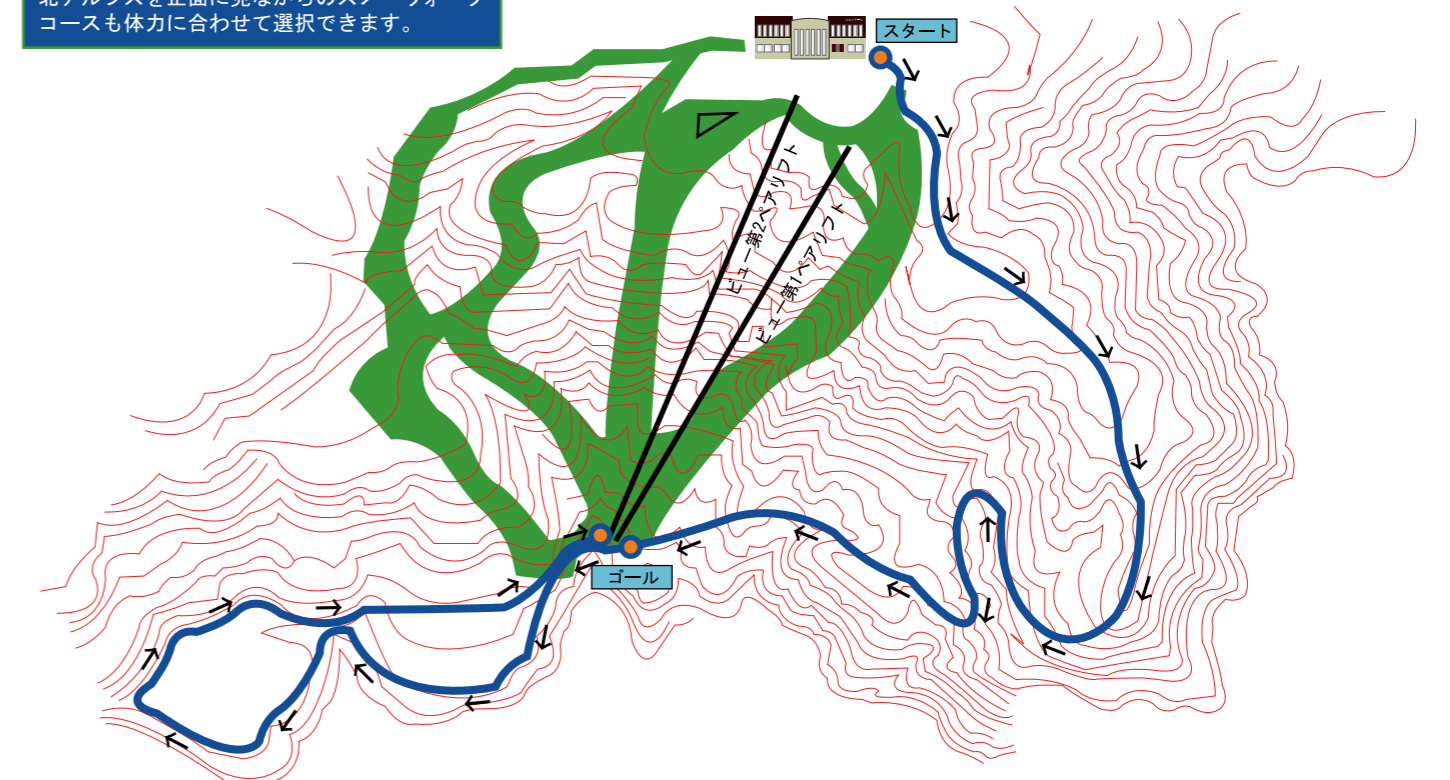 コースも体力に合わせて選択できます。
スタート
ビュー第2ペアリフト
ビュー第1ペアリフト
ゴール